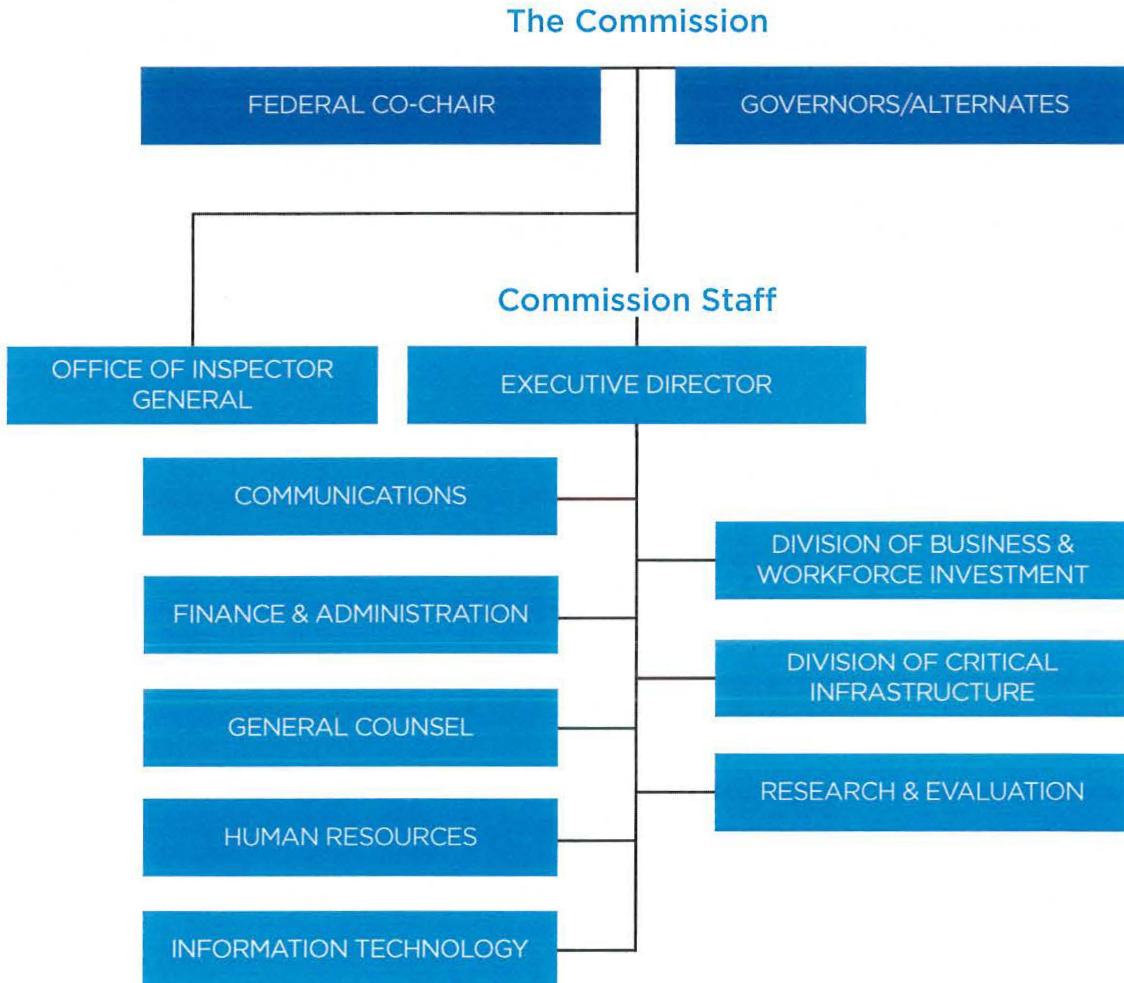 The Commission
FEDERAL CO-CHAIR
GOVERNORS/ALTERNATES
Commission Staff
OFFICE OF INSPECTOR
GENERAL
EXECUTIVE DIRECTOR
COMMUNICATIONS
DIVISION OF BUSINESS &
WORKFORCE INVESTMENT
FINANCE & ADMINISTRATION
DIVISION OF CRITICAL
INFRASTRUCTURE
GENERAL COUNSEL
RESEARCH & EVALUATION
HUMAN RESOURCES
INFORMATION TECHNOLOGY